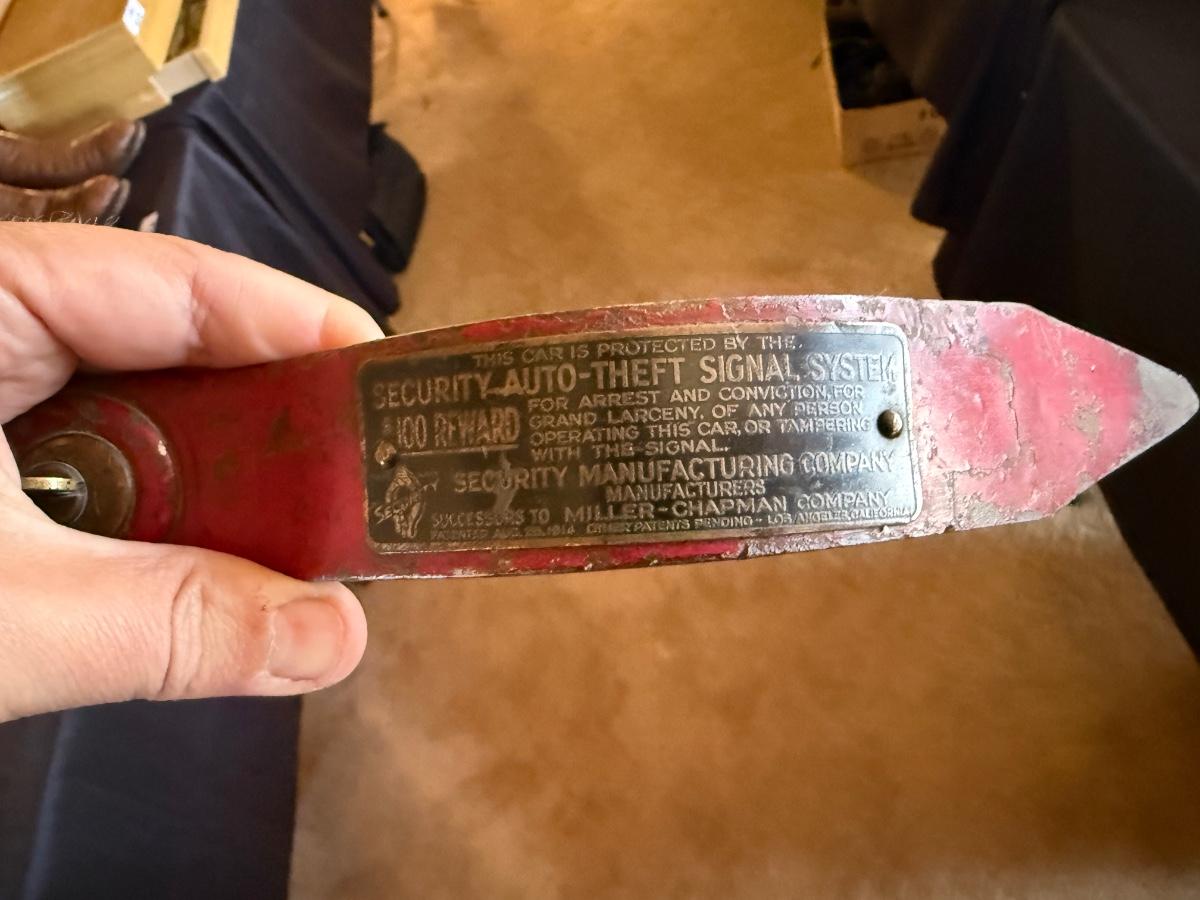 THIS CAR IS PROTECTED BY THE
SECURITY AUTO-THEFT SIGNAL SYSTEM
$100 REWARD
FOR ARREST AND CONVICTION, FOR
GRAND LARCENY, OF ANY PERSON
OPERATING THIS CAR, OR TAMPERING
WITH THE SIGNAL.
SECURITY MANUFACTURING COMPANY
MANUFACTURERS
SUCCESSORS TO MILLER-CHAPMAN COMPANY
PATENTED 1914 OTHER PATENTS PENDING - LOS ANGELES, CALIFORNIA